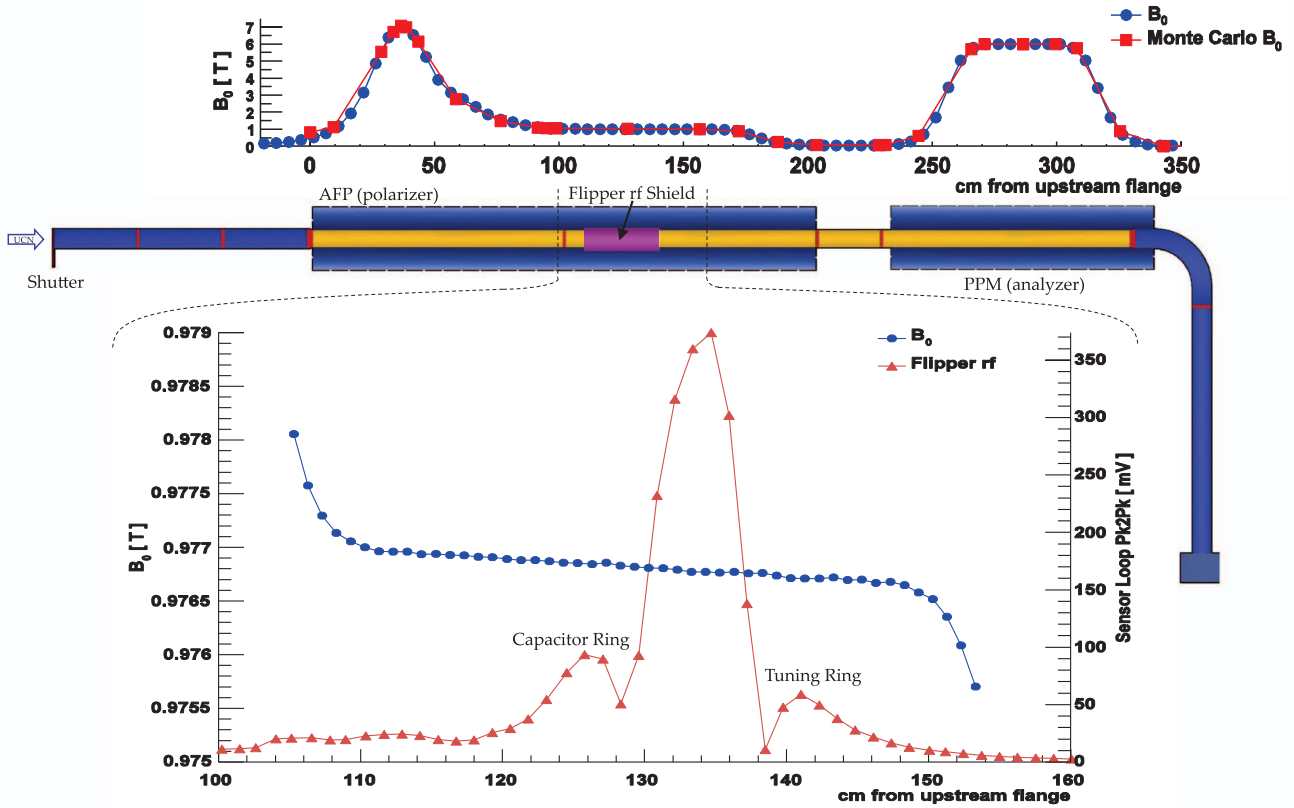 B₀
Monte Carlo B₀
B₀ [ T ]
7
6
5
4
3
2
1
0
0 50 100 150 200 250 300 350
cm from upstream flange
AFP (polarizer)
Flipper rf Shield
UCN
Shutter
PPM (analyzer)
B₀
Flipper rf
B₀ [ T ]
0.979
0.9785
0.978
0.9775
0.977
0.9765
0.976
0.9755
0.975
Capacitor Ring
Tuning Ring
350
300
250
200
150
100
50
0
Sensor Loop Pk2Pk [ mV ]
100 110 120 130 140 150 160
cm from upstream flange